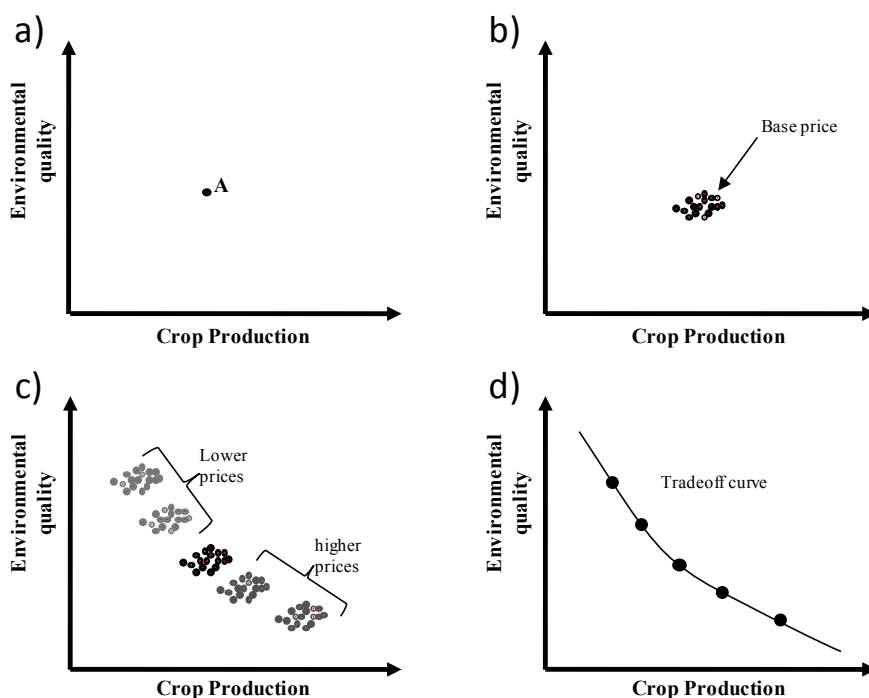 a)
Environmental
quality
A
Crop Production
b)
Environmental
quality
Base price
Crop Production
c)
Environmental
quality
Lower
prices
higher
prices
Crop Production
d)
Environmental
quality
Tradeoff curve
Crop Production